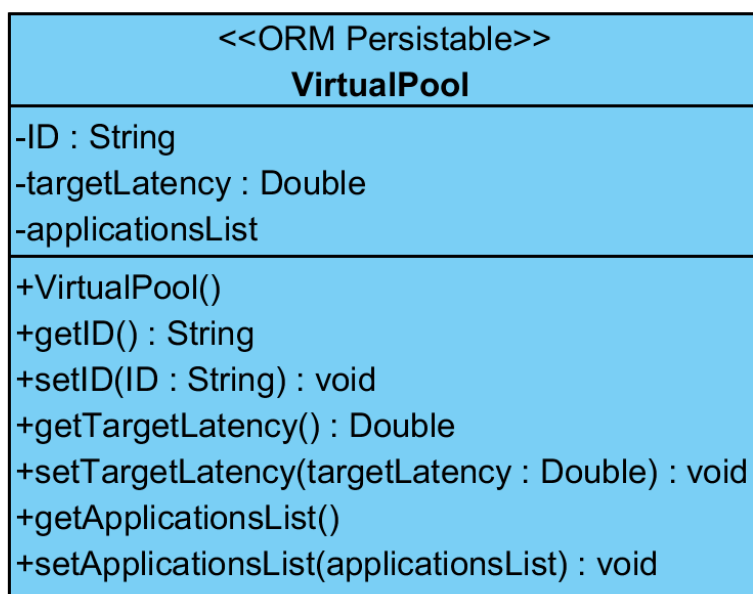 <<ORM Persistable>>
VirtualPool
-ID : String
-targetLatency : Double
-applicationsList
+VirtualPool()
+getID() : String
+setID(ID : String) : void
+getTargetLatency() : Double
+setTargetLatency(targetLatency : Double) : void
+getApplicationsList()
+setApplicationsList(applicationsList) : void